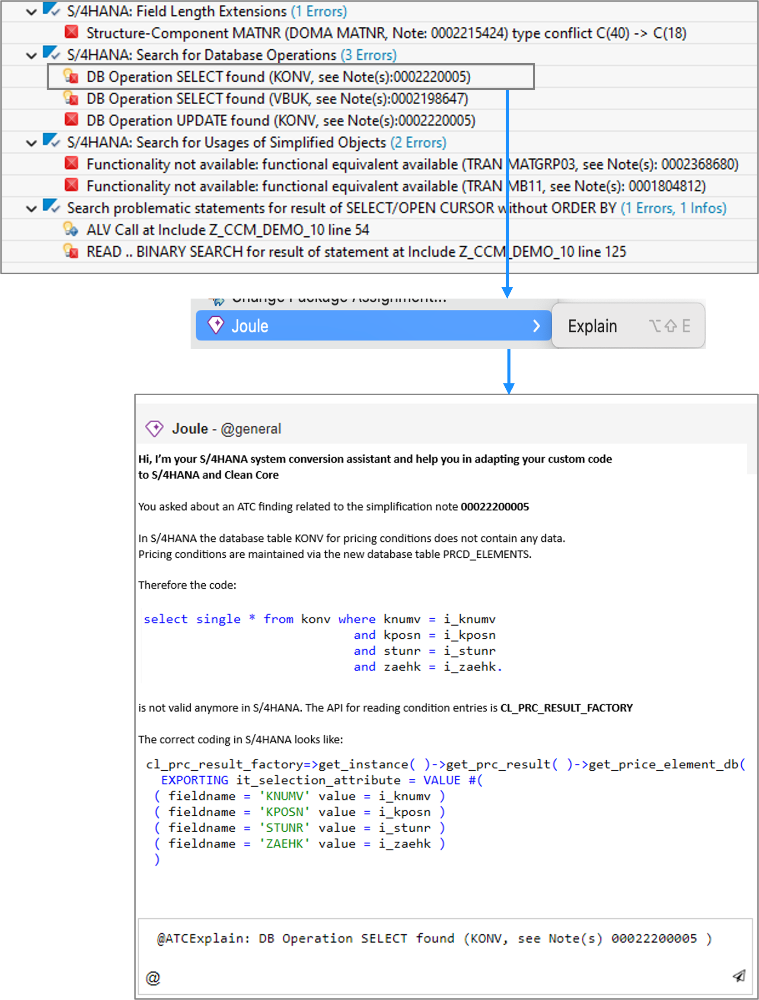 S/4HANA: Field Length Extensions (1 Errors)
Structure-Component MATNR (DOMA MATNR, Note: 0002215424) type conflict C(40) -> C(18)
S/4HANA: Search for Database Operations (3 Errors)
DB Operation SELECT found (KONV, see Note(s):0002220005)
DB Operation SELECT found (VBUK, see Note(s):0002198647)
DB Operation UPDATE found (KONV, see Note(s):0002220005)
S/4HANA: Search for Usages of Simplified Objects (2 Errors)
Functionality not available: functional equivalent available (TRAN MATGRP03, see Note(s): 0002368680)
Functionality not available: functional equivalent available (TRAN MB11, see Note(s): 0001804812)
Search problematic statements for result of SELECT/OPEN CURSOR without ORDER BY (1 Errors, 1 Infos)
ALV Call at Include Z_CCM_DEMO_10 line 54
READ .. BINARY SEARCH for result of statement at Include Z_CCM_DEMO_10 line 125
Change Package Assignment...
Joule
Explain ⌥⇧E
Joule - @general
Hi, I'm your S/4HANA system conversion assistant and help you in adapting your custom code
to S/4HANA and Clean Core
You asked about an ATC finding related to the simplification note 00022200005
In S/4HANA the database table KONV for pricing conditions does not contain any data.
Pricing conditions are maintained via the new database table PRCD_ELEMENTS.
Therefore the code:
select single * from konv where knumv = i_knumv
and kposn = i_kposn
and stunr = i_stunr
and zaehk = i_zaehk.
is not valid anymore in S/4HANA. The API for reading condition entries is CL_PRC_RESULT_FACTORY
The correct coding in S/4HANA looks like:
cl_prc_result_factory=>get_instance( )->get_prc_result( )->get_price_element_db(
EXPORTING it_selection_attribute = VALUE #(
( fieldname = 'KNUMV' value = i_knumv )
( fieldname = 'KPOSN' value = i_kposn )
( fieldname = 'STUNR' value = i_stunr )
( fieldname = 'ZAEHK' value = i_zaehk )
)
@ATCExplain: DB Operation SELECT found (KONV, see Note(s) 00022200005 )
@